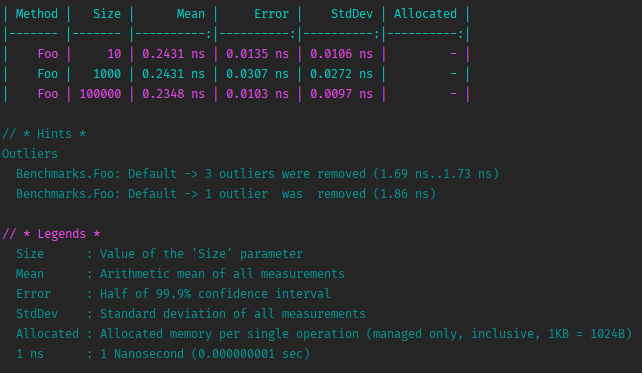 | Method |   Size |      Mean |     Error |    StdDev | Allocated |
|------- |------- |----------:|----------:|----------:|----------:|
|    Foo |     10 | 0.2431 ns | 0.0135 ns | 0.0106 ns |         - |
|    Foo |   1000 | 0.2431 ns | 0.0307 ns | 0.0272 ns |         - |
|    Foo | 100000 | 0.2348 ns | 0.0103 ns | 0.0097 ns |         - |
// * Hints *
Outliers
  Benchmarks.Foo: Default -> 3 outliers were removed (1.69 ns..1.73 ns)
  Benchmarks.Foo: Default -> 1 outlier  was  removed (1.86 ns)
// * Legends *
  Size      : Value of the 'Size' parameter
  Mean      : Arithmetic mean of all measurements
  Error     : Half of 99.9% confidence interval
  StdDev    : Standard deviation of all measurements
  Allocated : Allocated memory per single operation (managed only, inclusive, 1KB = 1024B)
  1 ns      : 1 Nanosecond (0.000000001 sec)